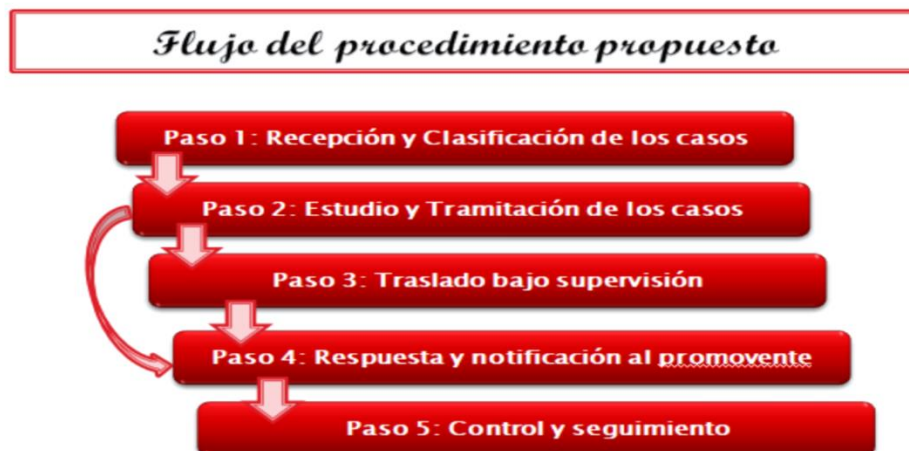 Flujo del procedimiento propuesto
Paso 1: Recepción y Clasificación de los casos
Paso 2: Estudio y Tramitación de los casos
Paso 3: Traslado bajo supervisión
Paso 4: Respuesta y notificación al promovente
Paso 5: Control y seguimiento